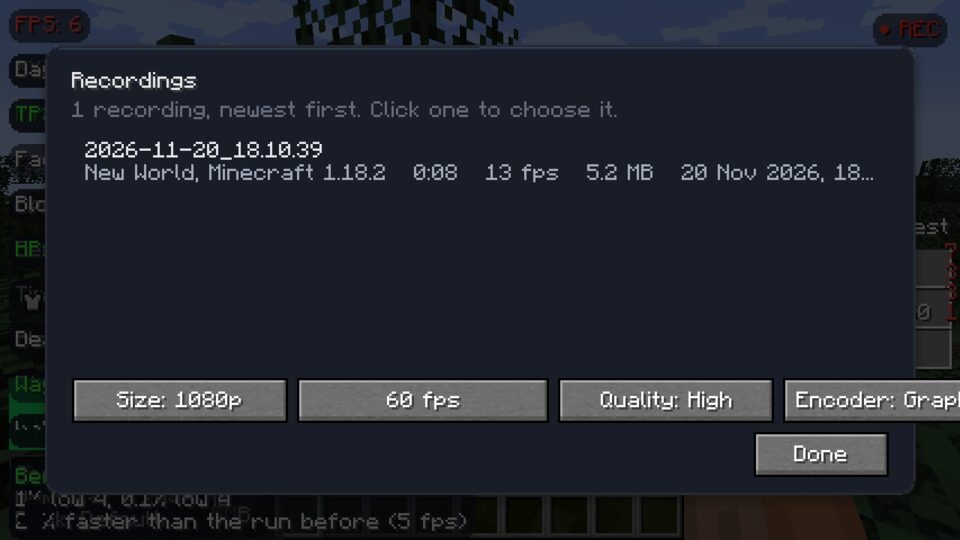 FPS: 6
REC
Recordings
1 recording, newest first. Click one to choose it.
2026-11-20_18.10.39
New World, Minecraft 1.18.2 0:08 13 fps 5.2 MB 20 Nov 2026, 18...
Size: 1080p
60 fps
Quality: High
Encoder: Grap
Done
faster than the run before (5 fps)